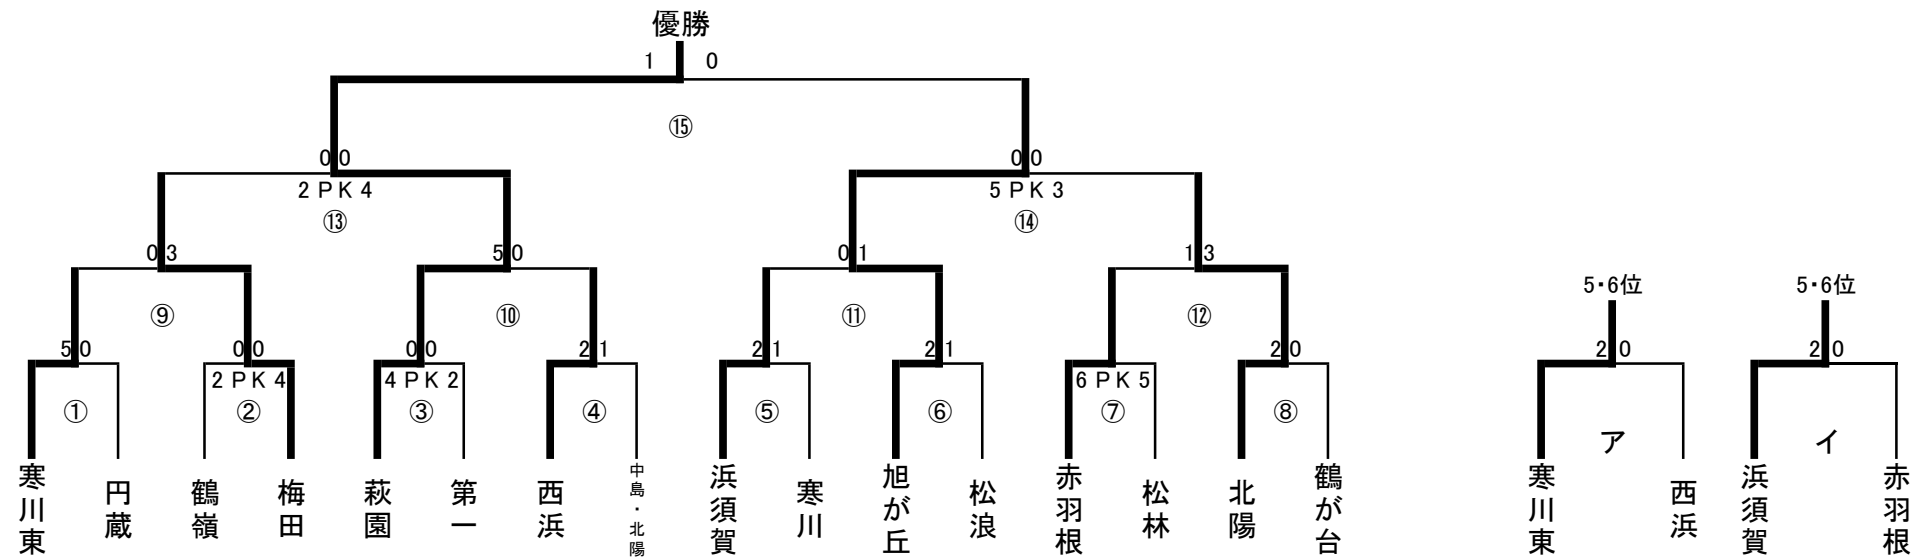 優勝
1 0
⑮
0 0 0 0
2 P K 4 5 P K 3
⑬ ⑭
0 3 5 0 0 1 1 3
5・6位 5・6位
⑨ ⑩ ⑪ ⑫
5 0 0 0 0 0 2 1 2 1 2 1 2 0 2 0 2 0
2 P K 4 4 P K 2 6 P K 5
① ② ③ ④ ⑤ ⑥ ⑦ ⑧
ア イ
寒川東
円蔵
鶴嶺
梅田
萩園
第一
西浜
中島・北陽
浜須賀
寒川
旭が丘
松浪
赤羽根
松林
北陽
鶴が台
寒川東
西浜
浜須賀
赤羽根